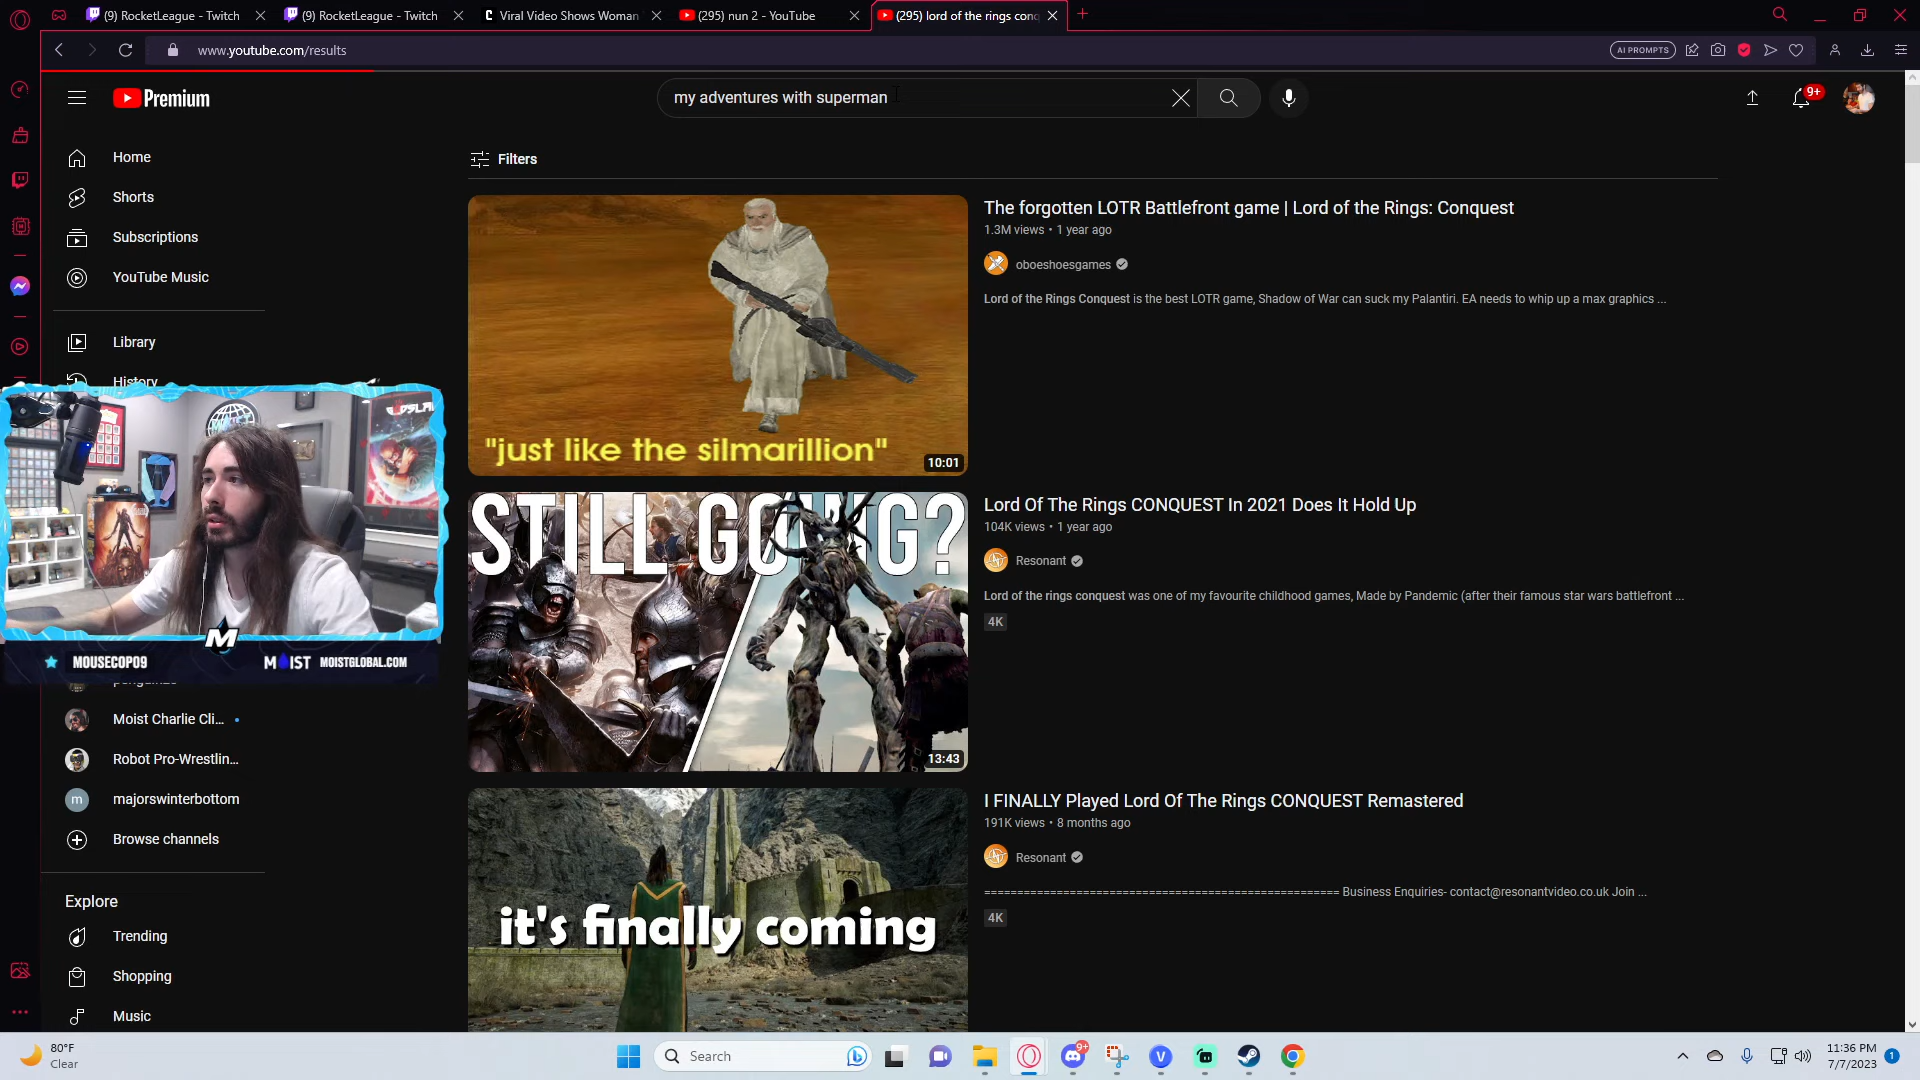 (9) RocketLeague - Twitch
(9) RocketLeague - Twitch
Viral Video Shows Woman
(295) nun 2 - YouTube
(295) lord of the rings conq
www.youtube.com/results
AI PROMPTS
Premium
my adventures with superman
9+
Home
Shorts
Subscriptions
YouTube Music
Library
History
Filters
"just like the silmarillion"
10:01
The forgotten LOTR Battlefront game | Lord of the Rings: Conquest
1.3M views • 1 year ago
oboeshoesgames
Lord of the Rings Conquest is the best LOTR game, Shadow of War can suck my Palantiri. EA needs to whip up a max graphics ...
STILL GOING?
13:43
Lord Of The Rings CONQUEST In 2021 Does It Hold Up
104K views • 1 year ago
Resonant
Lord of the rings conquest was one of my favourite childhood games, Made by Pandemic (after their famous star wars battlefront ...
4K
it's finally coming
I FINALLY Played Lord Of The Rings CONQUEST Remastered
191K views • 8 months ago
Resonant
==================================================== Business Enquiries- contact@resonantvideo.co.uk Join ...
4K
M
MOUSECOP09
MOIST MOISTGLOBAL.COM
Moist Charlie Cli...
Robot Pro-Wrestlin...
m
majorswinterbottom
Browse channels
Explore
Trending
Shopping
Music
80°F
Clear
Search
9+
V
11:36 PM
7/7/2023
1